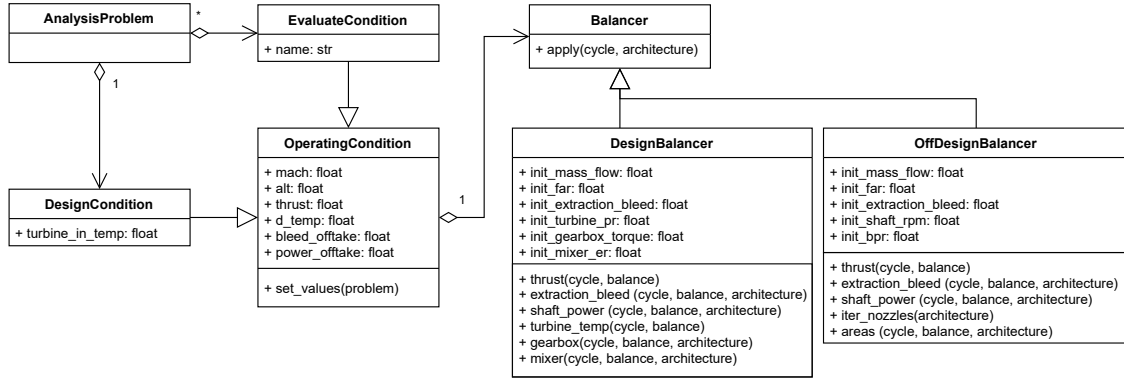 AnalysisProblem
*
1
EvaluateCondition
+ name: str
DesignCondition
+ turbine_in_temp: float
OperatingCondition
+ mach: float
+ alt: float
+ thrust: float
+ d_temp: float
+ bleed_offtake: float
+ power_offtake: float
+ set_values(problem)
1
Balancer
+ apply(cycle, architecture)
DesignBalancer
+ init_mass_flow: float
+ init_far: float
+ init_extraction_bleed: float
+ init_turbine_pr: float
+ init_gearbox_torque: float
+ init_mixer_er: float
+ thrust(cycle, balance)
+ extraction_bleed (cycle, balance, architecture)
+ shaft_power (cycle, balance, architecture)
+ turbine_temp(cycle, balance)
+ gearbox(cycle, balance, architecture)
+ mixer(cycle, balance, architecture)
OffDesignBalancer
+ init_mass_flow: float
+ init_far: float
+ init_extraction_bleed: float
+ init_shaft_rpm: float
+ init_bpr: float
+ thrust(cycle, balance)
+ extraction_bleed (cycle, balance, architecture)
+ shaft_power (cycle, balance, architecture)
+ iter_nozzles(architecture)
+ areas (cycle, balance, architecture)